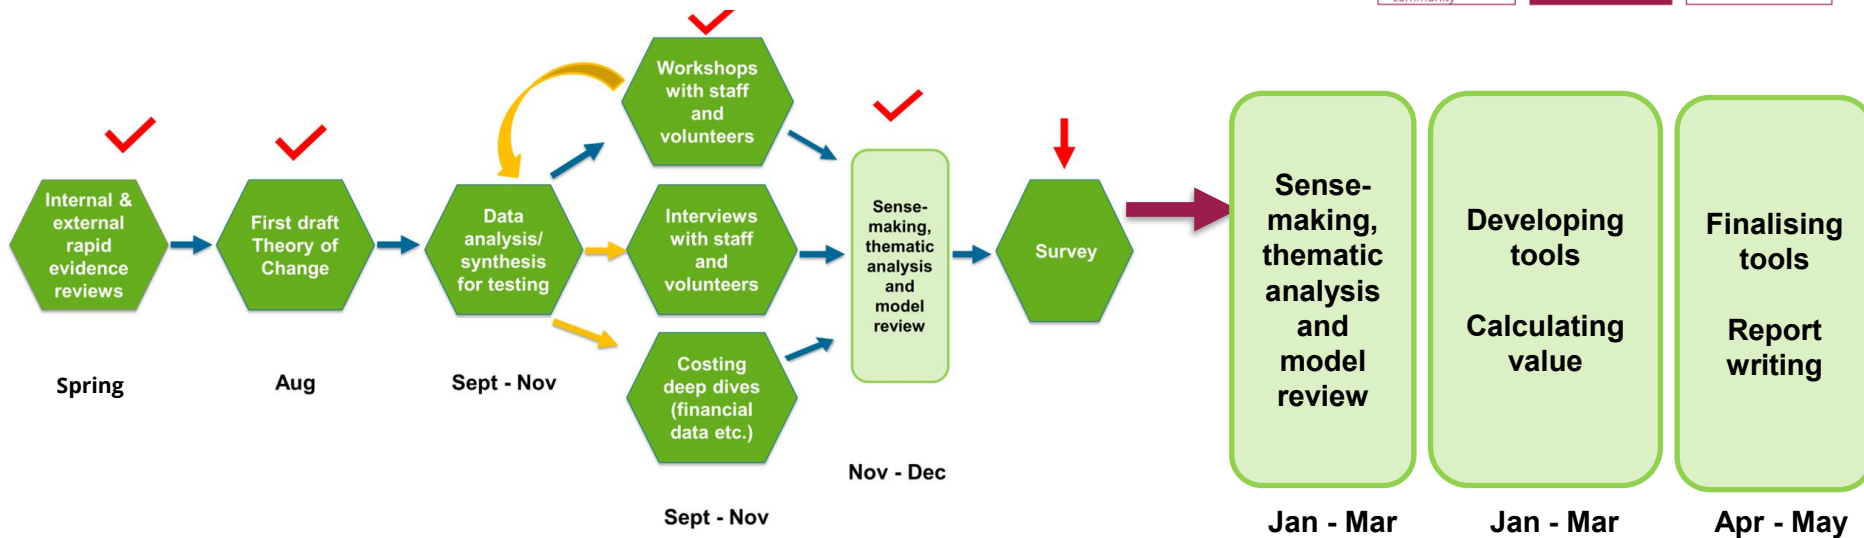 community
Internal &
external
rapid
evidence
reviews
Spring
First draft
Theory of
Change
Aug
Data
analysis/
synthesis
for testing
Sept - Nov
Workshops
with staff
and
volunteers
Interviews
with staff
and
volunteers
Costing
deep dives
(financial
data etc.)
Sept - Nov
Sense-
making,
thematic
analysis
and
model
review
Nov - Dec
Survey
Sense-
making,
thematic
analysis
and
model
review
Jan - Mar
Developing
tools
Calculating
value
Jan - Mar
Finalising
tools
Report
writing
Apr - May